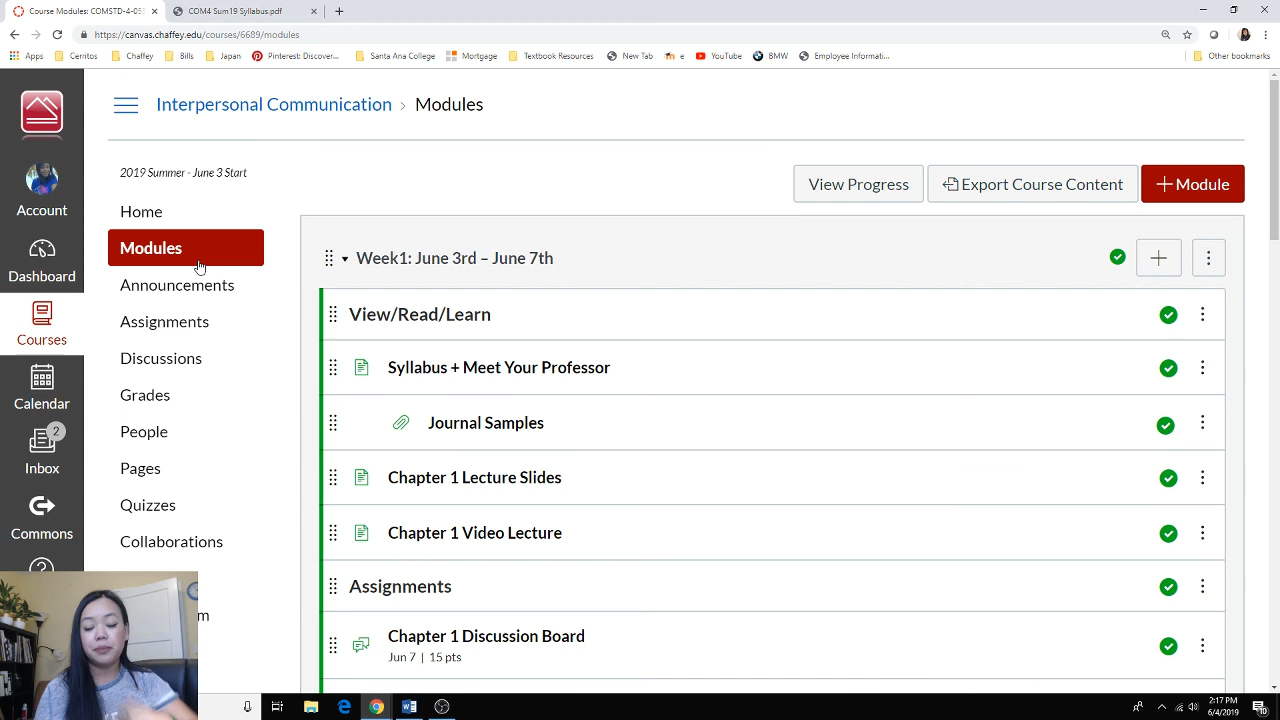 Course Modules: COMSTD-4-05
COM4 Sum19 Syllabus.pdf
https://canvas.chaffey.edu/courses/6689/modules
Apps
Cerritos
Chaffey
Bills
Japan
Pinterest: Discover...
Santa Ana College
Mortgage
Textbook Resources
New Tab
m e
YouTube
BMW
Employee Informati...
Other bookmarks
Interpersonal Communication › Modules
2019 Summer - June 3 Start
View Progress
Export Course Content
+ Module
Account
Dashboard
Courses
Calendar
2
Inbox
Commons
?
Home
Modules
Announcements
Assignments
Discussions
Grades
People
Pages
Quizzes
Collaborations
m
Week1: June 3rd – June 7th
View/Read/Learn
Syllabus + Meet Your Professor
Journal Samples
Chapter 1 Lecture Slides
Chapter 1 Video Lecture
Assignments
Chapter 1 Discussion Board
Jun 7 | 15 pts
2:17 PM
6/4/2019